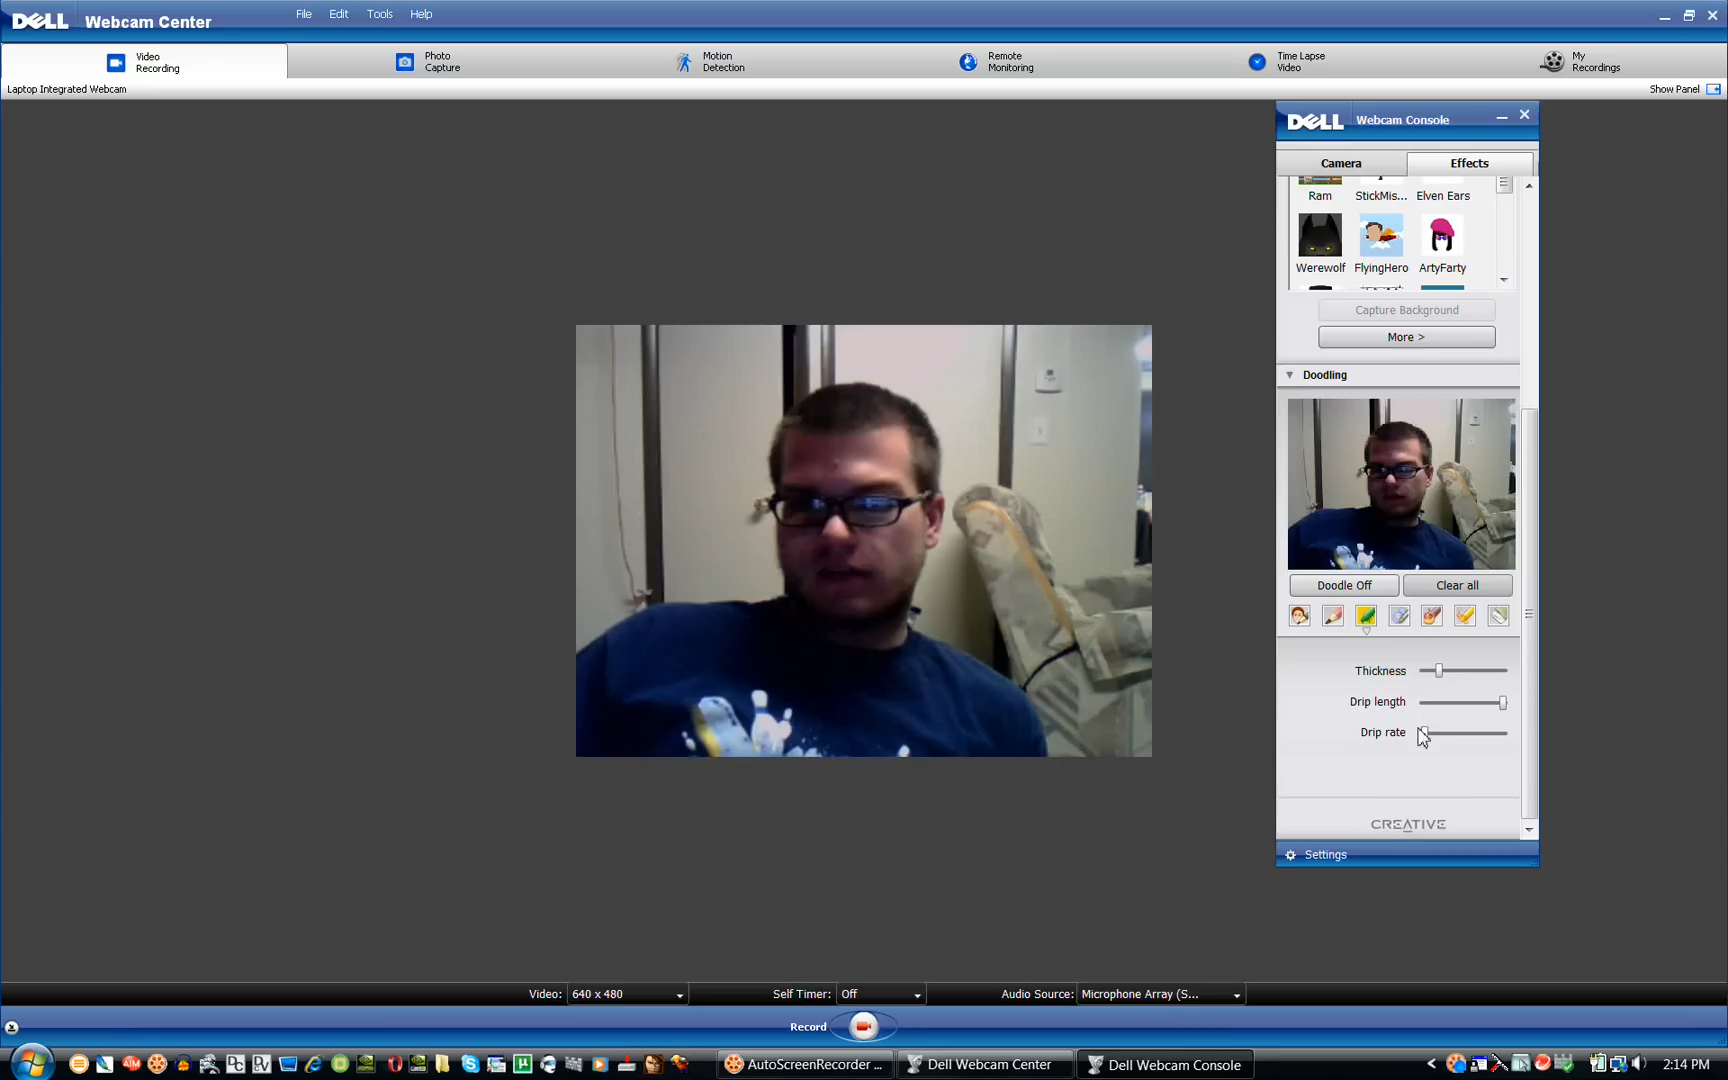 DELL Webcam Center File Edit Tools Help
Video Recording
Photo Capture
Motion Detection
Remote Monitoring
Time Lapse Video
My Recordings
Laptop Integrated Webcam
Show Panel
DELL Webcam Console
Camera Effects
Ram StickMis... Elven Ears
Werewolf FlyingHero ArtyFarty
Capture Background
More >
Doodling
Doodle Off Clear all
Thickness
Drip length
Drip rate
CREATIVE
Settings
Video: 640 x 480 Self Timer: Off Audio Source: Microphone Array (S...
Record
AutoScreenRecorder ... Dell Webcam Center Dell Webcam Console 2:14 PM